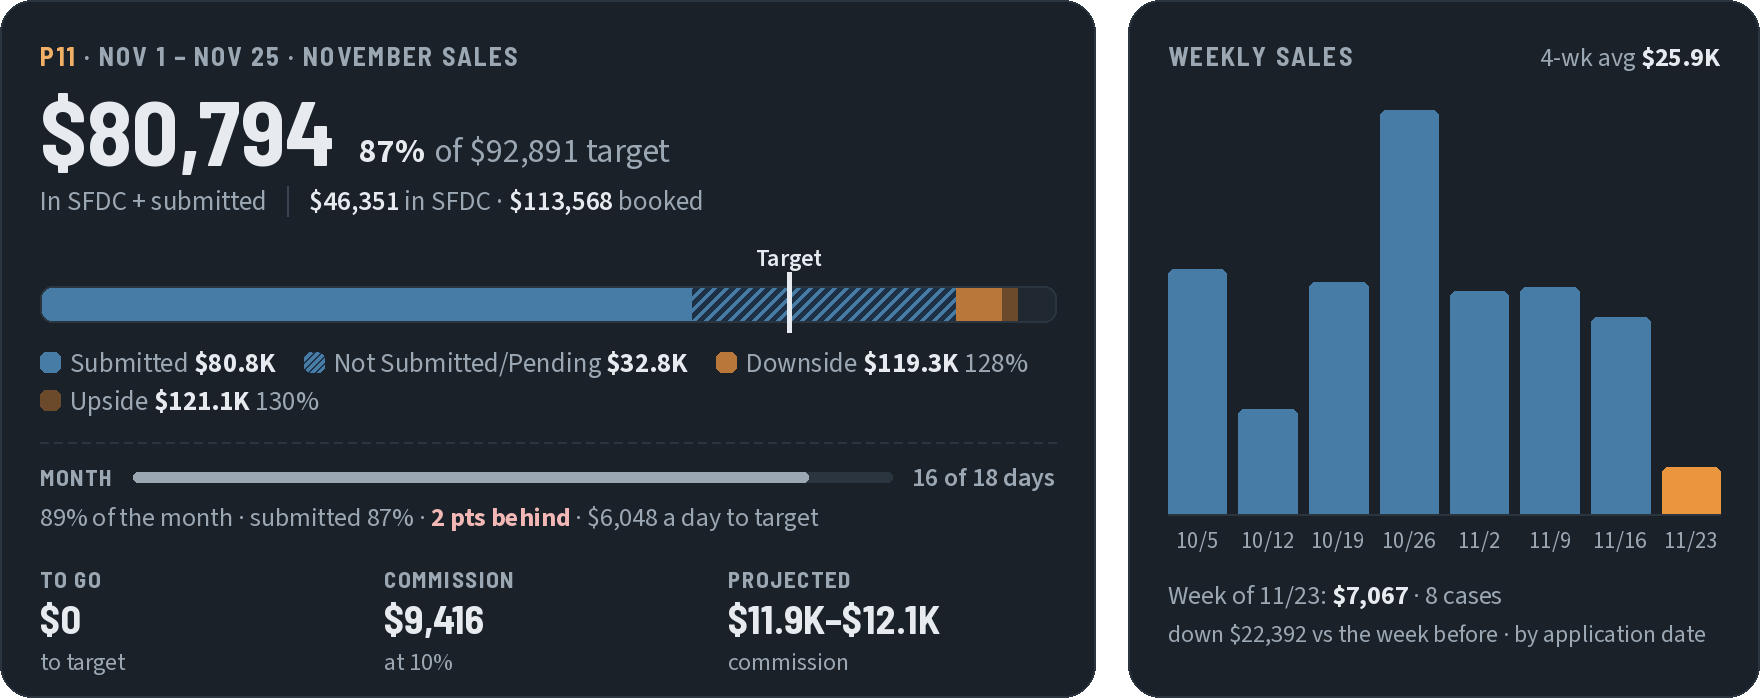 P11 · NOV 1 – NOV 25 · NOVEMBER SALES
$80,794 87% of $92,891 target
In SFDC + submitted $46,351 in SFDC · $113,568 booked
Target
Submitted $80.8K Not Submitted/Pending $32.8K Downside $119.3K 128%
Upside $121.1K 130%
MONTH 16 of 18 days
89% of the month · submitted 87% · 2 pts behind · $6,048 a day to target
TO GO COMMISSION PROJECTED
$0 $9,416 $11.9K–$12.1K
to target at 10% commission
WEEKLY SALES 4-wk avg $25.9K
10/5 10/12 10/19 10/26 11/2 11/9 11/16 11/23
Week of 11/23: $7,067 · 8 cases
down $22,392 vs the week before · by application date